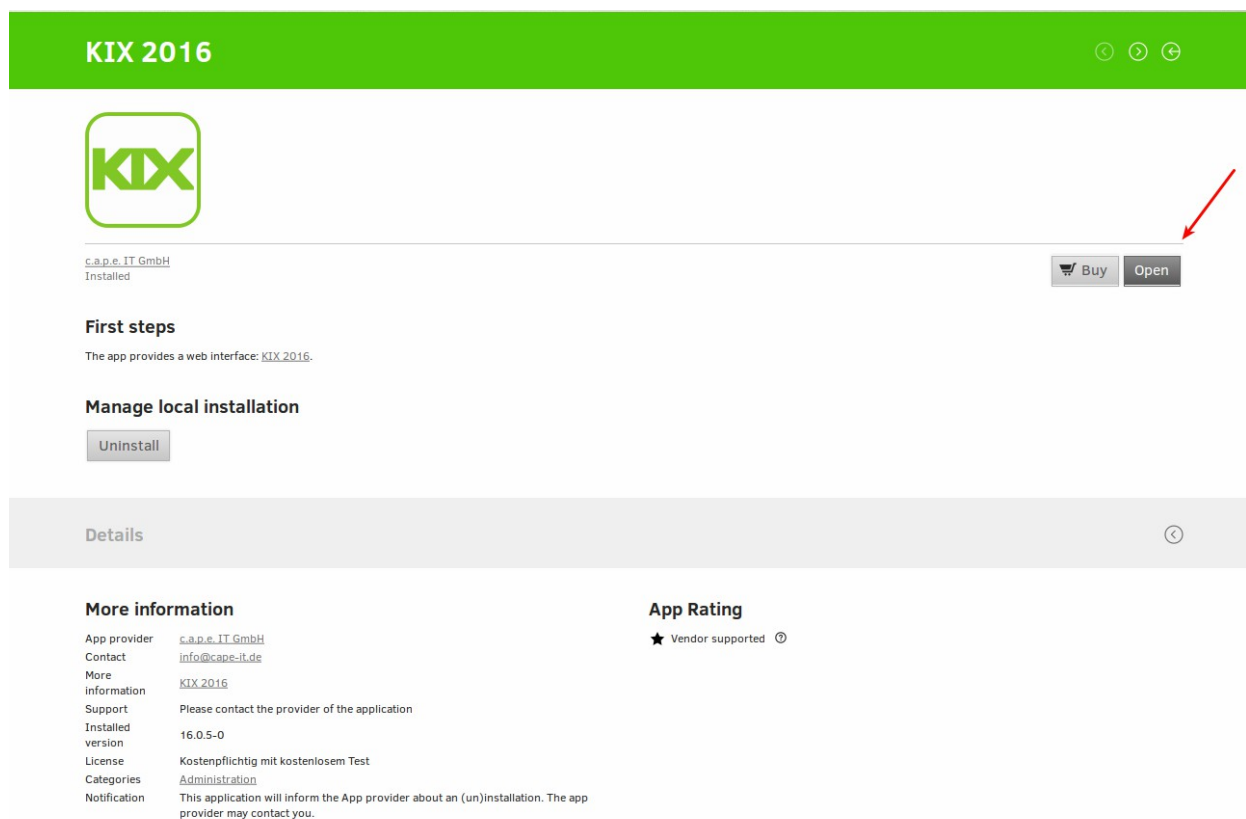 KIX 2016
KIX
c.a.p.e. IT GmbH
Installed
Buy
Open
First steps
The app provides a web interface: KIX 2016.
Manage local installation
Uninstall
Details
More information
App provider c.a.p.e. IT GmbH
Contact info@cape-it.de
More
information KIX 2016
Support Please contact the provider of the application
Installed
version 16.0.5-0
License Kostenpflichtig mit kostenlosem Test
Categories Administration
Notification This application will inform the App provider about an (un)installation. The app
provider may contact you.
App Rating
Vendor supported